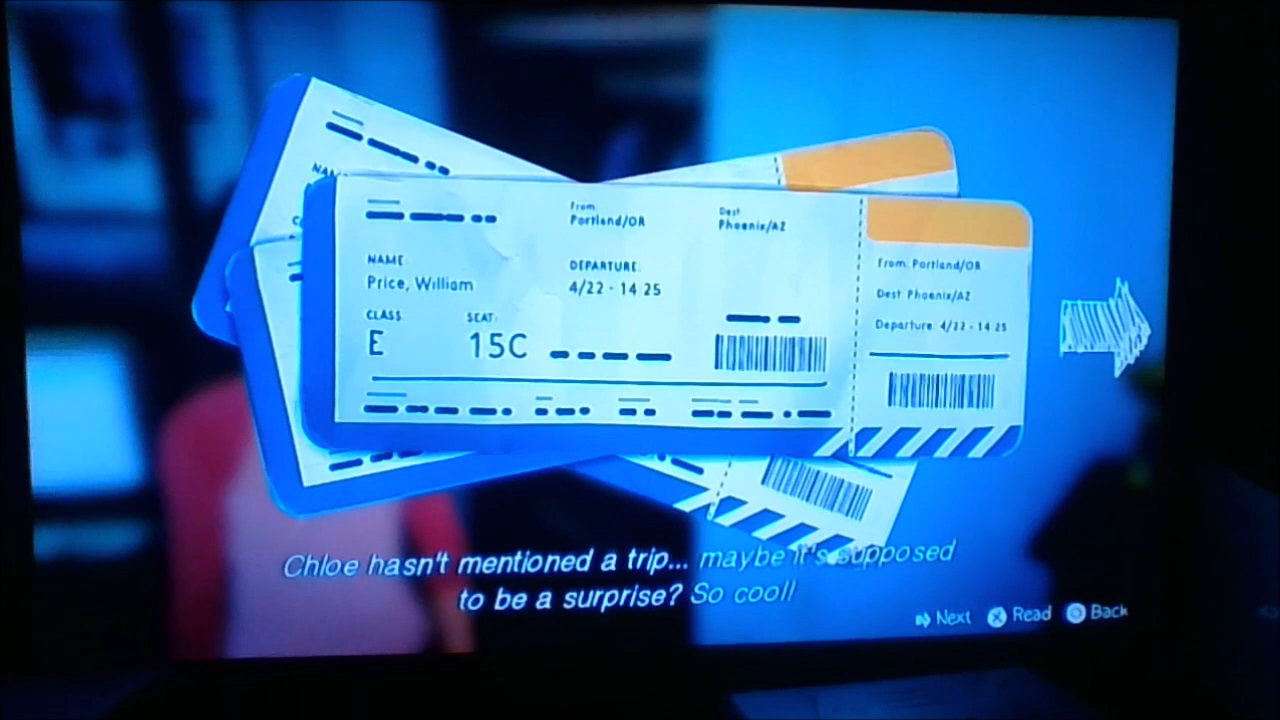 From:
Portland/OR
Dest:
Phoenix/AZ
NAME:
Price, William
DEPARTURE:
4/22 - 14:25
CLASS:
E
SEAT:
15C
From: Portland/OR
Dest: Phoenix/AZ
Departure: 4/22 - 14:25
Chloe hasn't mentioned a trip... maybe it's supposed
to be a surprise? So cool!
Next Read Back